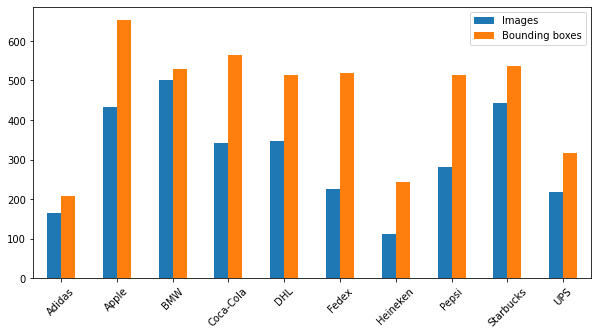 Images
Bounding boxes
600
500
400
300
200
100
0
Adidas
Apple
BMW
Coca-Cola
DHL
Fedex
Heineken
Pepsi
Starbucks
UPS